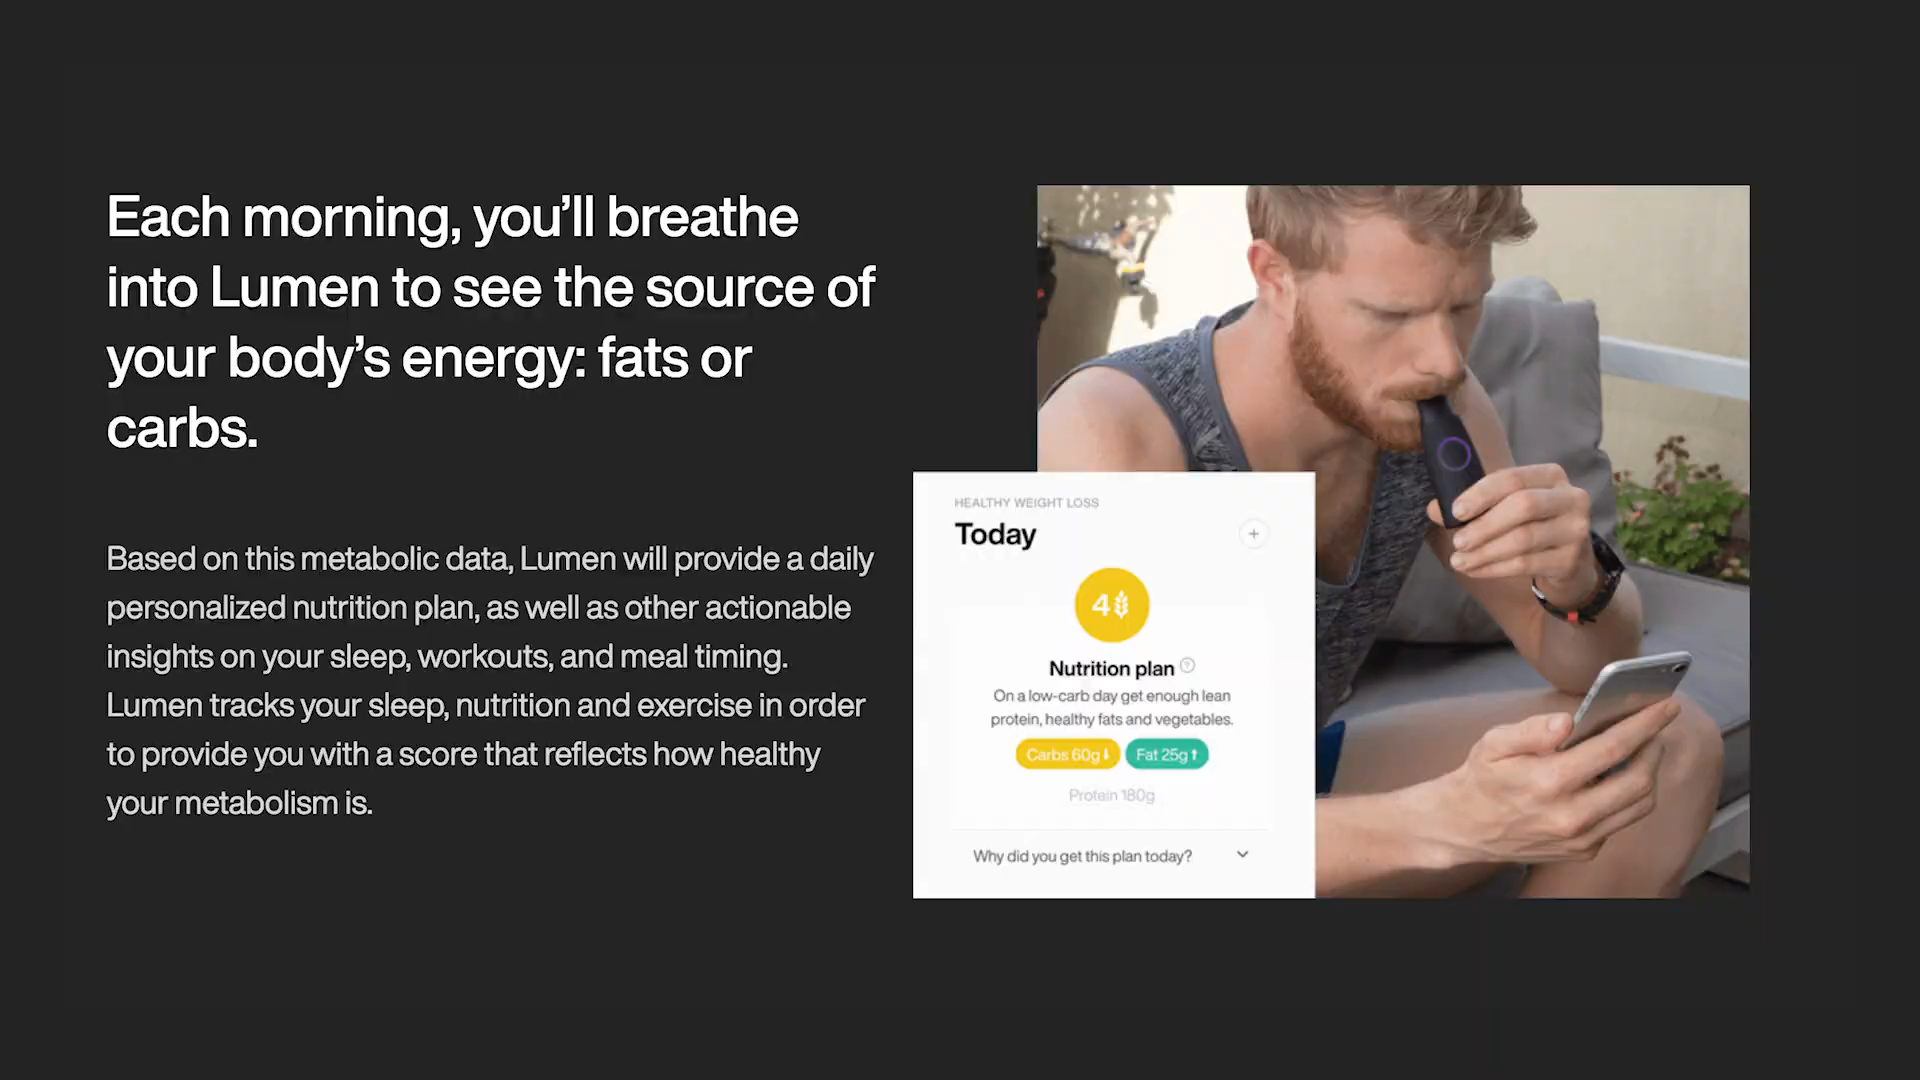 Each morning, you’ll breathe
into Lumen to see the source of
your body’s energy: fats or
carbs.
Based on this metabolic data, Lumen will provide a daily
personalized nutrition plan, as well as other actionable
insights on your sleep, workouts, and meal timing.
Lumen tracks your sleep, nutrition and exercise in order
to provide you with a score that reflects how healthy
your metabolism is.
HEALTHY WEIGHT LOSS
Today
4
Nutrition plan ?
On a low-carb day get enough lean
protein, healthy fats and vegetables.
Carbs 60g↓ Fat 25g↑
Protein 180g
Why did you get this plan today?